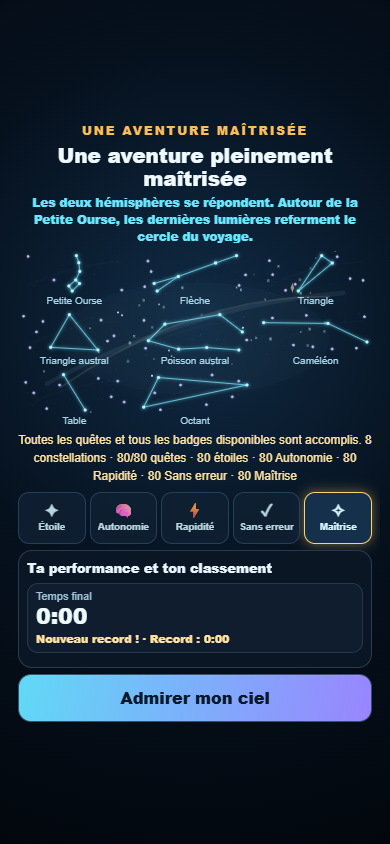 UNE AVENTURE MAÎTRISÉE
Une aventure pleinement
maîtrisée
Les deux hémisphères se répondent. Autour de la
Petite Ourse, les dernières lumières referment le
cercle du voyage.
Petite Ourse
Flèche
Triangle
Triangle austral
Poisson austral
Caméléon
Table
Octant
Toutes les quêtes et tous les badges disponibles sont accomplis. 8
constellations · 80/80 quêtes · 80 étoiles · 80 Autonomie · 80
Rapidité · 80 Sans erreur · 80 Maîtrise
Étoile
Autonomie
Rapidité
Sans erreur
Maîtrise
Ta performance et ton classement
Temps final
0:00
Nouveau record ! · Record : 0:00
Admirer mon ciel